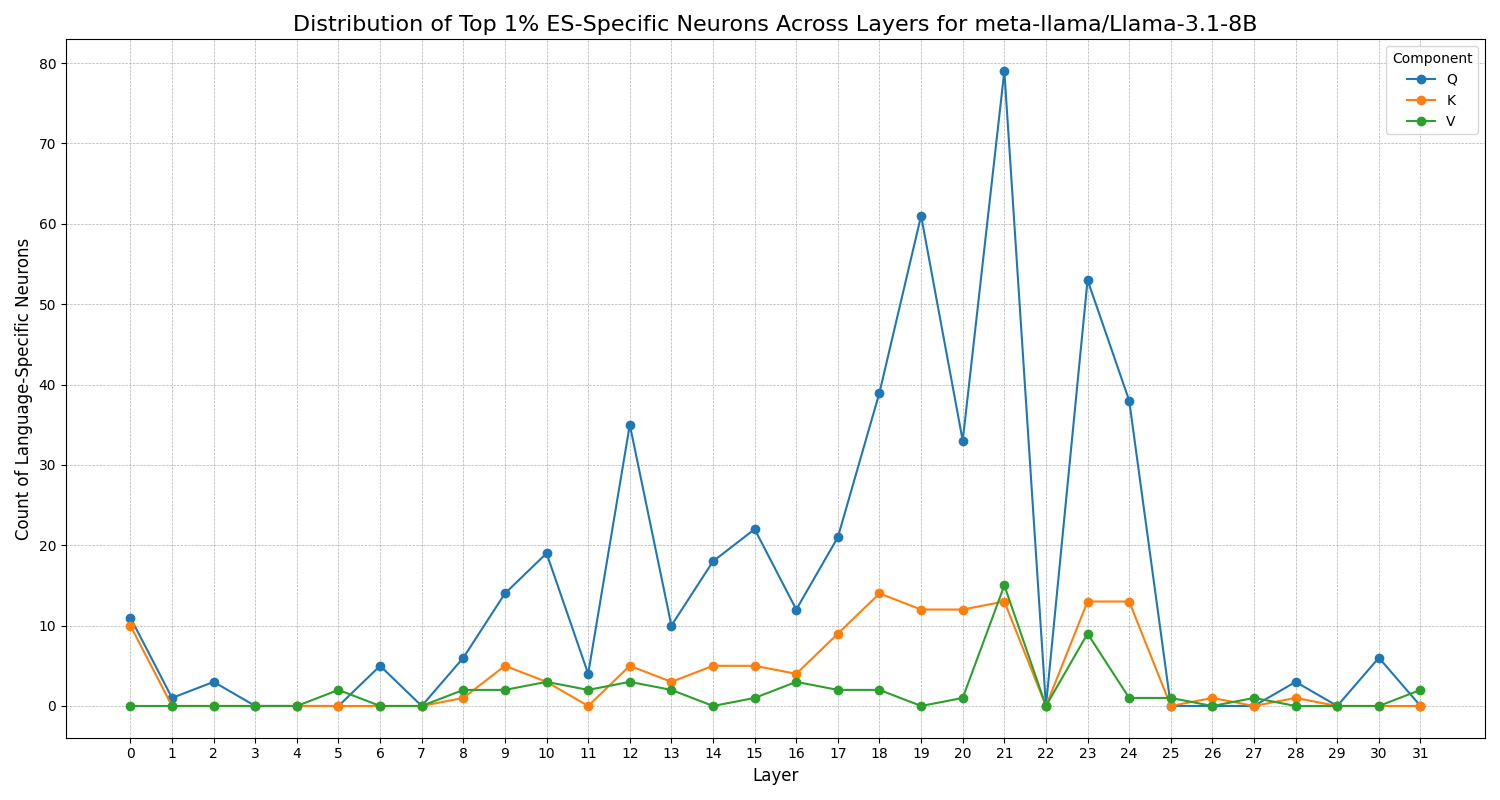 Distribution of Top 1% ES-Specific Neurons Across Layers for meta-llama/Llama-3.1-8B
Component
Q
K
V
Count of Language-Specific Neurons
80
70
60
50
40
30
20
10
0
0 1 2 3 4 5 6 7 8 9 10 11 12 13 14 15 16 17 18 19 20 21 22 23 24 25 26 27 28 29 30 31
Layer